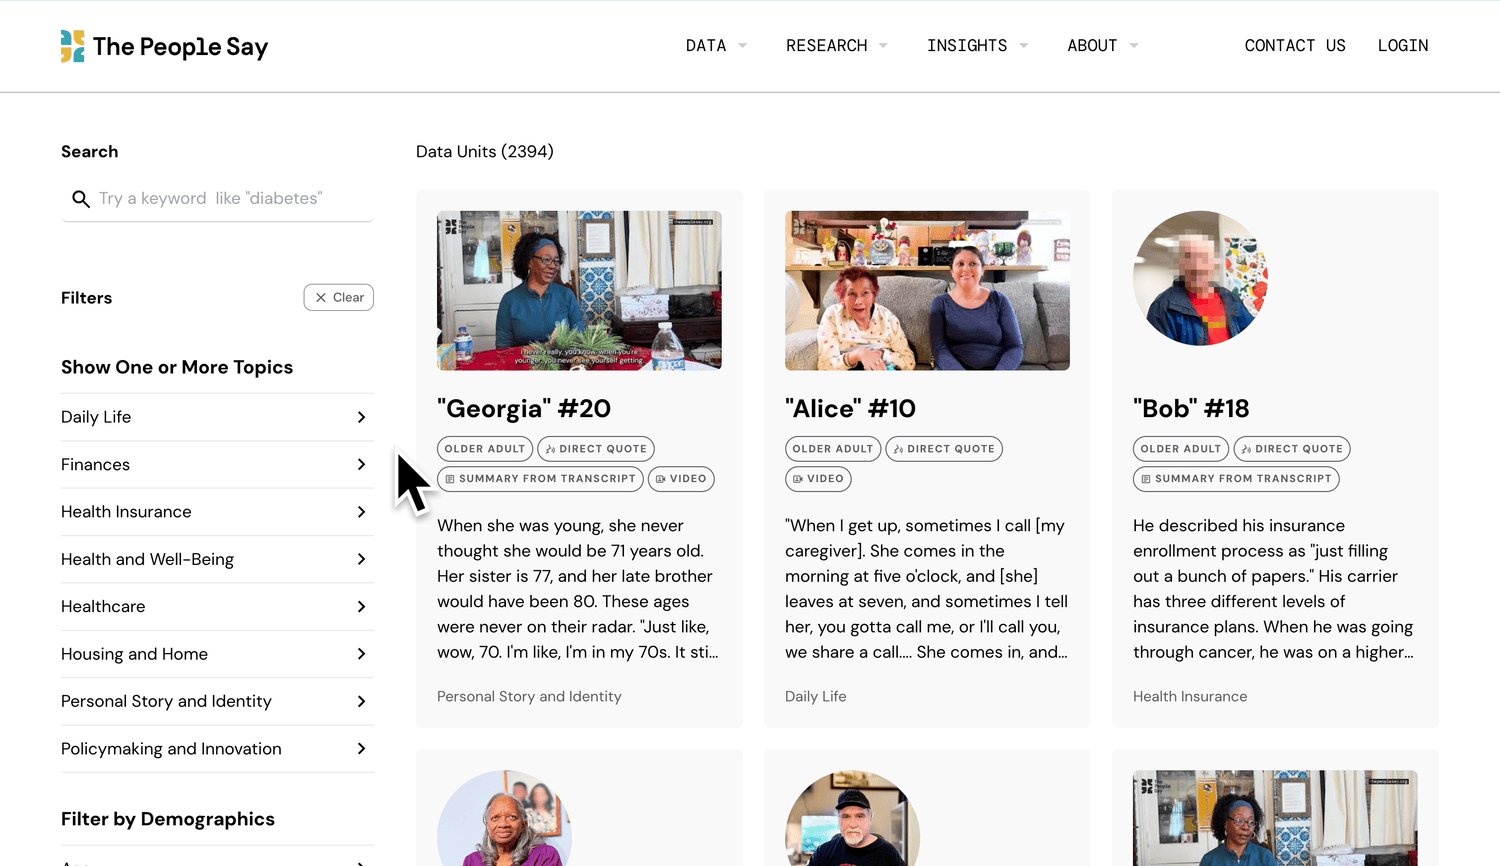 The People Say
DATA
RESEARCH
INSIGHTS
ABOUT
CONTACT US
LOGIN
Search
Try a keyword like "diabetes"
Filters
Clear
Show One or More Topics
Daily Life
Finances
Health Insurance
Health and Well-Being
Healthcare
Housing and Home
Personal Story and Identity
Policymaking and Innovation
Filter by Demographics
Data Units (2394)
The People Say
thepeoplesay.org
I never really, you know, when you're
younger, you never see yourself getting
"Georgia" #20
OLDER ADULT
DIRECT QUOTE
SUMMARY FROM TRANSCRIPT
VIDEO
When she was young, she never
thought she would be 71 years old.
Her sister is 77, and her late brother
would have been 80. These ages
were never on their radar. "Just like,
wow, 70. I'm like, I'm in my 70s. It sti...
Personal Story and Identity
"Alice" #10
OLDER ADULT
DIRECT QUOTE
VIDEO
"When I get up, sometimes I call [my
caregiver]. She comes in the
morning at five o'clock, and [she]
leaves at seven, and sometimes I tell
her, you gotta call me, or I'll call you,
we share a call.... She comes in, and...
Daily Life
"Bob" #18
OLDER ADULT
DIRECT QUOTE
SUMMARY FROM TRANSCRIPT
He described his insurance
enrollment process as "just filling
out a bunch of papers." His carrier
has three different levels of
insurance plans. When he was going
through cancer, he was on a higher...
Health Insurance
The People Say
thepeoplesay.org